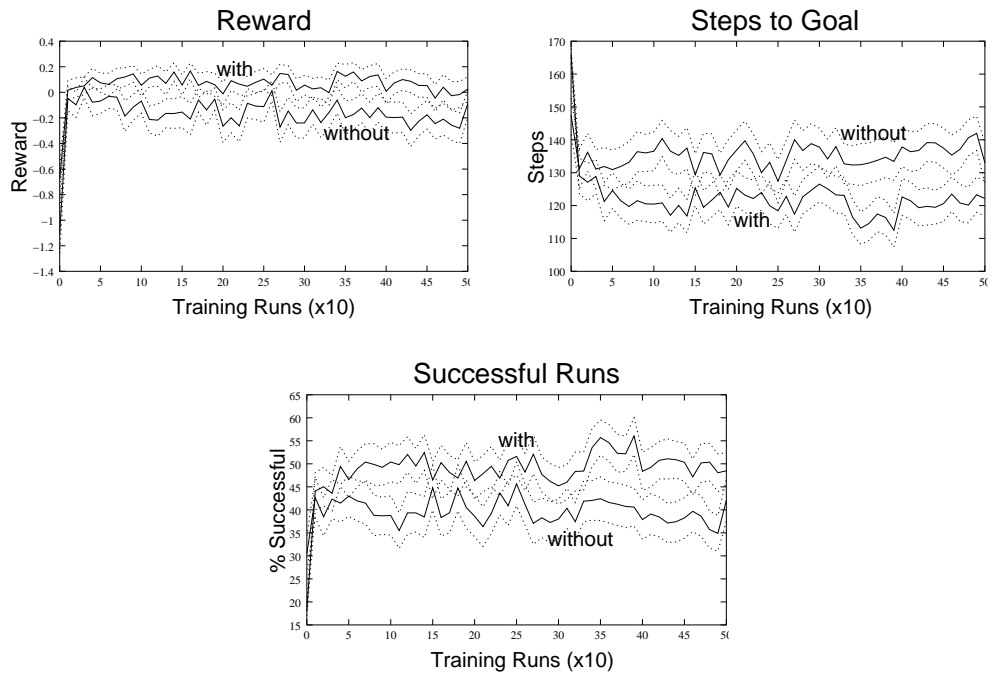 Reward
0.4
0.2
0
−0.2
−0.4
−0.6
−0.8
−1
−1.2
−1.4
Reward
with
without
0 5 10 15 20 25 30 35 40 45 50
Training Runs (x10)
Steps to Goal
170
160
150
140
130
120
110
100
Steps
without
with
0 5 10 15 20 25 30 35 40 45 50
Training Runs (x10)
Successful Runs
65
60
55
50
45
40
35
30
25
20
15
% Successful
with
without
0 5 10 15 20 25 30 35 40 45 50
Training Runs (x10)